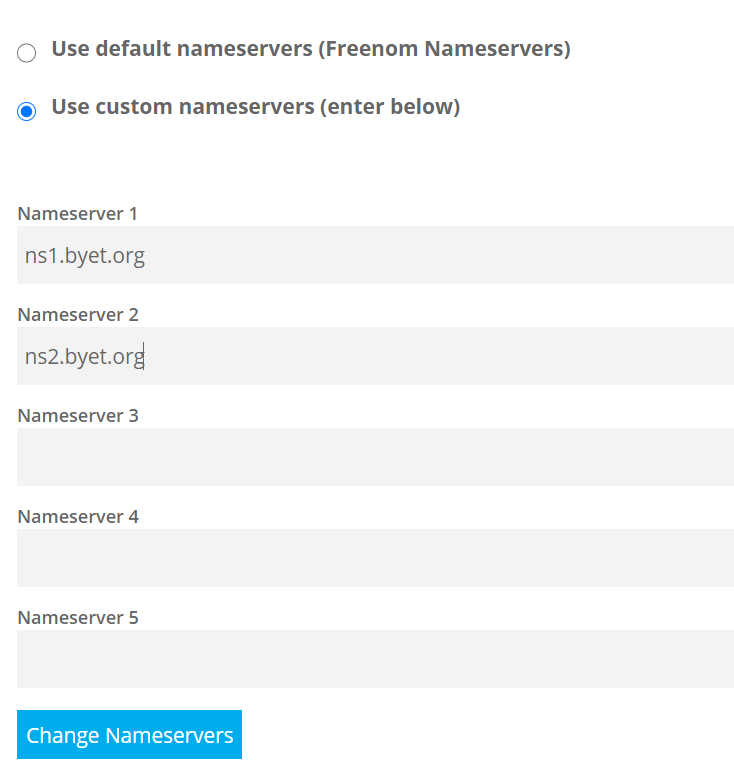 Use default nameservers (Freenom Nameservers)
Use custom nameservers (enter below)
Nameserver 1
ns1.byet.org
Nameserver 2
ns2.byet.org
Nameserver 3
Nameserver 4
Nameserver 5
Change Nameservers